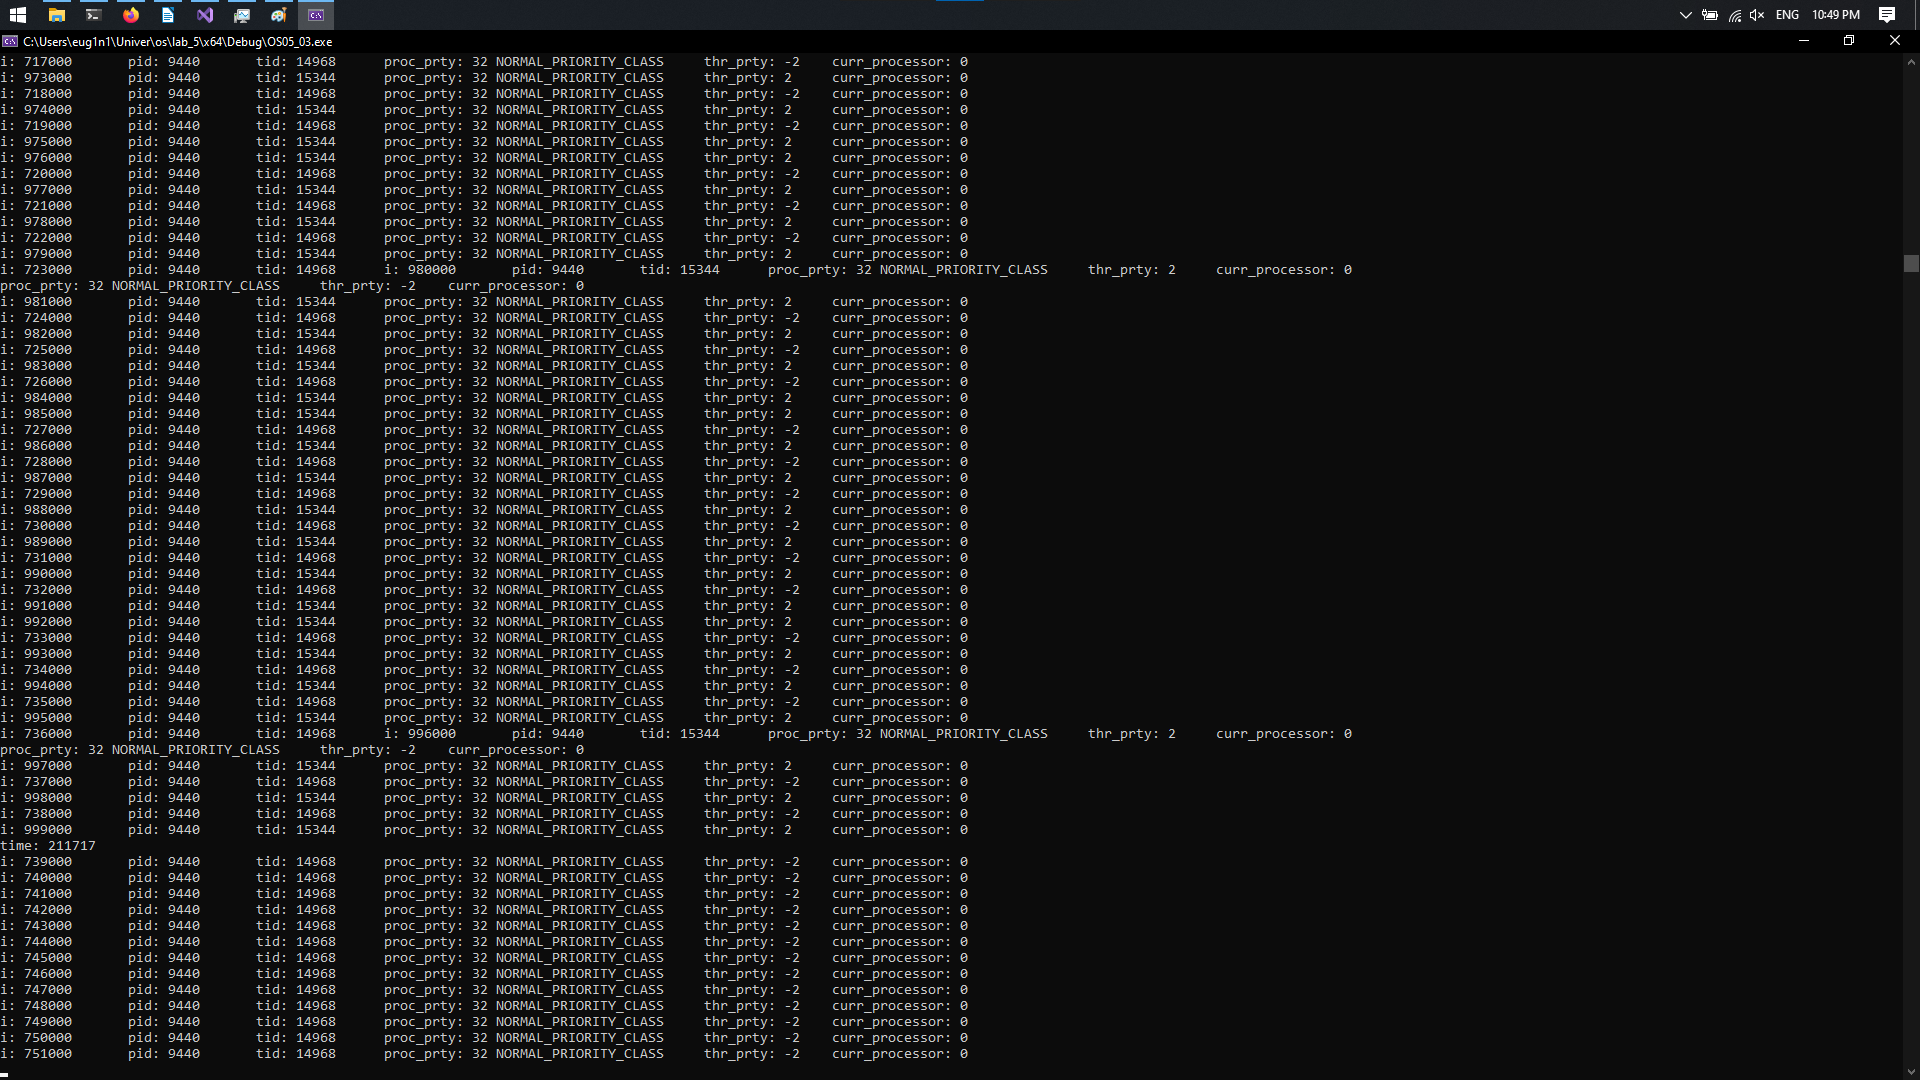 ENG 10:49 PM
C:\Users\eug1n1\Univer\os\lab_5\x64\Debug\OS05_03.exe
i: 717000 pid: 9440 tid: 14968 proc_prty: 32 NORMAL_PRIORITY_CLASS thr_prty: -2 curr_processor: 0
i: 973000 pid: 9440 tid: 15344 proc_prty: 32 NORMAL_PRIORITY_CLASS thr_prty: 2 curr_processor: 0
i: 718000 pid: 9440 tid: 14968 proc_prty: 32 NORMAL_PRIORITY_CLASS thr_prty: -2 curr_processor: 0
i: 974000 pid: 9440 tid: 15344 proc_prty: 32 NORMAL_PRIORITY_CLASS thr_prty: 2 curr_processor: 0
i: 719000 pid: 9440 tid: 14968 proc_prty: 32 NORMAL_PRIORITY_CLASS thr_prty: -2 curr_processor: 0
i: 975000 pid: 9440 tid: 15344 proc_prty: 32 NORMAL_PRIORITY_CLASS thr_prty: 2 curr_processor: 0
i: 976000 pid: 9440 tid: 15344 proc_prty: 32 NORMAL_PRIORITY_CLASS thr_prty: 2 curr_processor: 0
i: 720000 pid: 9440 tid: 14968 proc_prty: 32 NORMAL_PRIORITY_CLASS thr_prty: -2 curr_processor: 0
i: 977000 pid: 9440 tid: 15344 proc_prty: 32 NORMAL_PRIORITY_CLASS thr_prty: 2 curr_processor: 0
i: 721000 pid: 9440 tid: 14968 proc_prty: 32 NORMAL_PRIORITY_CLASS thr_prty: -2 curr_processor: 0
i: 978000 pid: 9440 tid: 15344 proc_prty: 32 NORMAL_PRIORITY_CLASS thr_prty: 2 curr_processor: 0
i: 722000 pid: 9440 tid: 14968 proc_prty: 32 NORMAL_PRIORITY_CLASS thr_prty: -2 curr_processor: 0
i: 979000 pid: 9440 tid: 15344 proc_prty: 32 NORMAL_PRIORITY_CLASS thr_prty: 2 curr_processor: 0
i: 723000 pid: 9440 tid: 14968 i: 980000 pid: 9440 tid: 15344 proc_prty: 32 NORMAL_PRIORITY_CLASS thr_prty: 2 curr_processor: 0
proc_prty: 32 NORMAL_PRIORITY_CLASS thr_prty: -2 curr_processor: 0
i: 981000 pid: 9440 tid: 15344 proc_prty: 32 NORMAL_PRIORITY_CLASS thr_prty: 2 curr_processor: 0
i: 724000 pid: 9440 tid: 14968 proc_prty: 32 NORMAL_PRIORITY_CLASS thr_prty: -2 curr_processor: 0
i: 982000 pid: 9440 tid: 15344 proc_prty: 32 NORMAL_PRIORITY_CLASS thr_prty: 2 curr_processor: 0
i: 725000 pid: 9440 tid: 14968 proc_prty: 32 NORMAL_PRIORITY_CLASS thr_prty: -2 curr_processor: 0
i: 983000 pid: 9440 tid: 15344 proc_prty: 32 NORMAL_PRIORITY_CLASS thr_prty: 2 curr_processor: 0
i: 726000 pid: 9440 tid: 14968 proc_prty: 32 NORMAL_PRIORITY_CLASS thr_prty: -2 curr_processor: 0
i: 984000 pid: 9440 tid: 15344 proc_prty: 32 NORMAL_PRIORITY_CLASS thr_prty: 2 curr_processor: 0
i: 985000 pid: 9440 tid: 15344 proc_prty: 32 NORMAL_PRIORITY_CLASS thr_prty: 2 curr_processor: 0
i: 727000 pid: 9440 tid: 14968 proc_prty: 32 NORMAL_PRIORITY_CLASS thr_prty: -2 curr_processor: 0
i: 986000 pid: 9440 tid: 15344 proc_prty: 32 NORMAL_PRIORITY_CLASS thr_prty: 2 curr_processor: 0
i: 728000 pid: 9440 tid: 14968 proc_prty: 32 NORMAL_PRIORITY_CLASS thr_prty: -2 curr_processor: 0
i: 987000 pid: 9440 tid: 15344 proc_prty: 32 NORMAL_PRIORITY_CLASS thr_prty: 2 curr_processor: 0
i: 729000 pid: 9440 tid: 14968 proc_prty: 32 NORMAL_PRIORITY_CLASS thr_prty: -2 curr_processor: 0
i: 988000 pid: 9440 tid: 15344 proc_prty: 32 NORMAL_PRIORITY_CLASS thr_prty: 2 curr_processor: 0
i: 730000 pid: 9440 tid: 14968 proc_prty: 32 NORMAL_PRIORITY_CLASS thr_prty: -2 curr_processor: 0
i: 989000 pid: 9440 tid: 15344 proc_prty: 32 NORMAL_PRIORITY_CLASS thr_prty: 2 curr_processor: 0
i: 731000 pid: 9440 tid: 14968 proc_prty: 32 NORMAL_PRIORITY_CLASS thr_prty: -2 curr_processor: 0
i: 990000 pid: 9440 tid: 15344 proc_prty: 32 NORMAL_PRIORITY_CLASS thr_prty: 2 curr_processor: 0
i: 732000 pid: 9440 tid: 14968 proc_prty: 32 NORMAL_PRIORITY_CLASS thr_prty: -2 curr_processor: 0
i: 991000 pid: 9440 tid: 15344 proc_prty: 32 NORMAL_PRIORITY_CLASS thr_prty: 2 curr_processor: 0
i: 992000 pid: 9440 tid: 15344 proc_prty: 32 NORMAL_PRIORITY_CLASS thr_prty: 2 curr_processor: 0
i: 733000 pid: 9440 tid: 14968 proc_prty: 32 NORMAL_PRIORITY_CLASS thr_prty: -2 curr_processor: 0
i: 993000 pid: 9440 tid: 15344 proc_prty: 32 NORMAL_PRIORITY_CLASS thr_prty: 2 curr_processor: 0
i: 734000 pid: 9440 tid: 14968 proc_prty: 32 NORMAL_PRIORITY_CLASS thr_prty: -2 curr_processor: 0
i: 994000 pid: 9440 tid: 15344 proc_prty: 32 NORMAL_PRIORITY_CLASS thr_prty: 2 curr_processor: 0
i: 735000 pid: 9440 tid: 14968 proc_prty: 32 NORMAL_PRIORITY_CLASS thr_prty: -2 curr_processor: 0
i: 995000 pid: 9440 tid: 15344 proc_prty: 32 NORMAL_PRIORITY_CLASS thr_prty: 2 curr_processor: 0
i: 736000 pid: 9440 tid: 14968 i: 996000 pid: 9440 tid: 15344 proc_prty: 32 NORMAL_PRIORITY_CLASS thr_prty: 2 curr_processor: 0
proc_prty: 32 NORMAL_PRIORITY_CLASS thr_prty: -2 curr_processor: 0
i: 997000 pid: 9440 tid: 15344 proc_prty: 32 NORMAL_PRIORITY_CLASS thr_prty: 2 curr_processor: 0
i: 737000 pid: 9440 tid: 14968 proc_prty: 32 NORMAL_PRIORITY_CLASS thr_prty: -2 curr_processor: 0
i: 998000 pid: 9440 tid: 15344 proc_prty: 32 NORMAL_PRIORITY_CLASS thr_prty: 2 curr_processor: 0
i: 738000 pid: 9440 tid: 14968 proc_prty: 32 NORMAL_PRIORITY_CLASS thr_prty: -2 curr_processor: 0
i: 999000 pid: 9440 tid: 15344 proc_prty: 32 NORMAL_PRIORITY_CLASS thr_prty: 2 curr_processor: 0
time: 211717
i: 739000 pid: 9440 tid: 14968 proc_prty: 32 NORMAL_PRIORITY_CLASS thr_prty: -2 curr_processor: 0
i: 740000 pid: 9440 tid: 14968 proc_prty: 32 NORMAL_PRIORITY_CLASS thr_prty: -2 curr_processor: 0
i: 741000 pid: 9440 tid: 14968 proc_prty: 32 NORMAL_PRIORITY_CLASS thr_prty: -2 curr_processor: 0
i: 742000 pid: 9440 tid: 14968 proc_prty: 32 NORMAL_PRIORITY_CLASS thr_prty: -2 curr_processor: 0
i: 743000 pid: 9440 tid: 14968 proc_prty: 32 NORMAL_PRIORITY_CLASS thr_prty: -2 curr_processor: 0
i: 744000 pid: 9440 tid: 14968 proc_prty: 32 NORMAL_PRIORITY_CLASS thr_prty: -2 curr_processor: 0
i: 745000 pid: 9440 tid: 14968 proc_prty: 32 NORMAL_PRIORITY_CLASS thr_prty: -2 curr_processor: 0
i: 746000 pid: 9440 tid: 14968 proc_prty: 32 NORMAL_PRIORITY_CLASS thr_prty: -2 curr_processor: 0
i: 747000 pid: 9440 tid: 14968 proc_prty: 32 NORMAL_PRIORITY_CLASS thr_prty: -2 curr_processor: 0
i: 748000 pid: 9440 tid: 14968 proc_prty: 32 NORMAL_PRIORITY_CLASS thr_prty: -2 curr_processor: 0
i: 749000 pid: 9440 tid: 14968 proc_prty: 32 NORMAL_PRIORITY_CLASS thr_prty: -2 curr_processor: 0
i: 750000 pid: 9440 tid: 14968 proc_prty: 32 NORMAL_PRIORITY_CLASS thr_prty: -2 curr_processor: 0
i: 751000 pid: 9440 tid: 14968 proc_prty: 32 NORMAL_PRIORITY_CLASS thr_prty: -2 curr_processor: 0